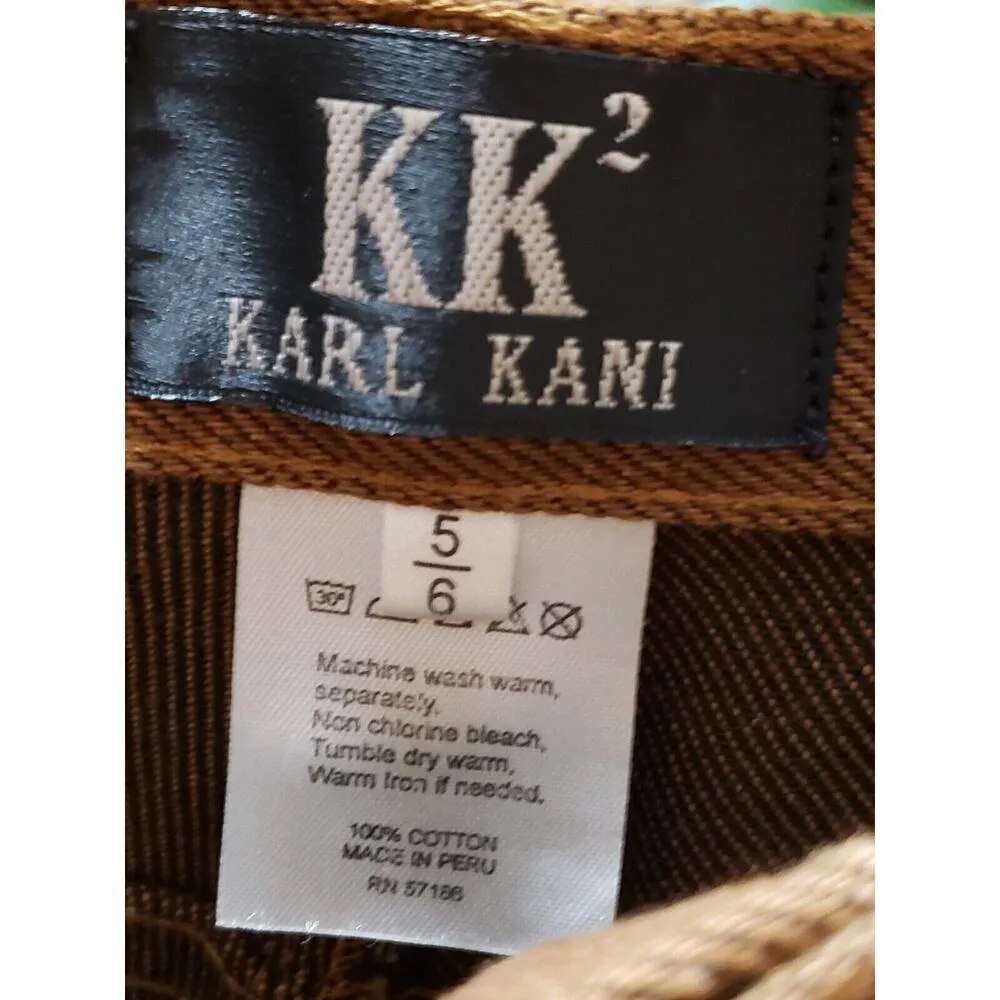 KK²
KARL KANI
5
6
30°
Machine wash warm,
separately,
Non chlorine bleach,
Tumble dry warm,
Warm Iron if needed.
100% COTTON
MADE IN PERU
RN 57186